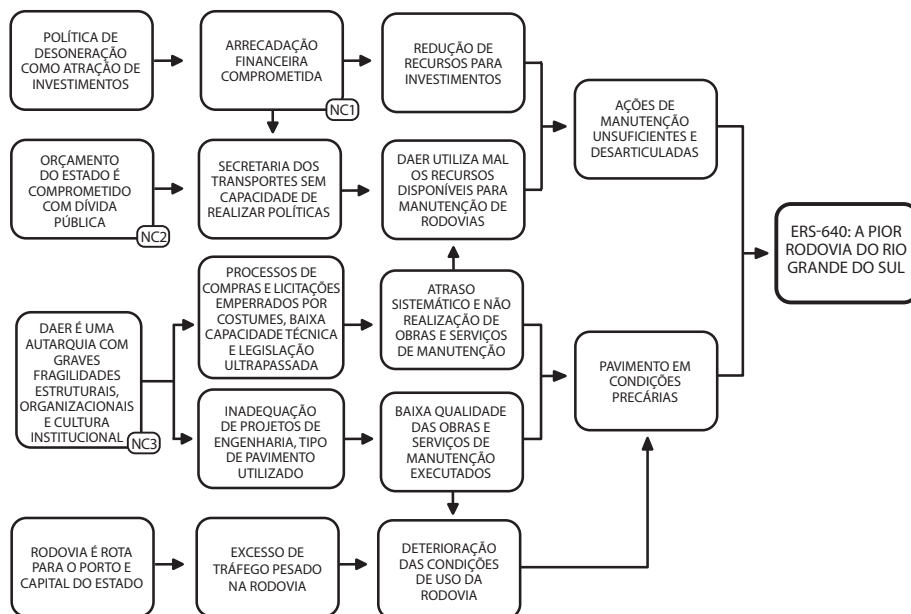 POLÍTICA DE
DESONERAÇÃO
COMO ATRAÇÃO DE
INVESTIMENTOS
ARRECADAÇÃO
FINANCEIRA
COMPROMETIDA
NC1
REDUÇÃO DE
RECURSOS PARA
INVESTIMENTOS
AÇÕES DE
MANUTENÇÃO
UNSUFICIENTES E
DESARTICULADAS
ORÇAMENTO
DO ESTADO É
COMPROMETIDO
COM DÍVIDA
PÚBLICA
NC2
SECRETARIA DOS
TRANSPORTES SEM
CAPACIDADE DE
REALIZAR POLÍTICAS
DAER UTILIZA MAL
OS RECURSOS
DISPONÍVEIS PARA
MANUTENÇÃO DE
RODOVIAS
ERS-640: A PIOR
RODOVIA DO RIO
GRANDE DO SUL
DAER É UMA
AUTARQUIA COM
GRAVES
FRAGILIDADES
ESTRUTURAIS,
ORGANIZACIONAIS
E CULTURA
INSTITUCIONAL
NC3
PROCESSOS DE
COMPRAS E LICITAÇÕES
EMPERRADOS POR
COSTUMES, BAIXA
CAPACIDADE TÉCNICA
E LEGISLAÇÃO
ULTRAPASSADA
ATRASO
SISTEMÁTICO E NÃO
REALIZAÇÃO DE
OBRAS E SERVIÇOS
DE MANUTENÇÃO
PAVIMENTO EM
CONDIÇÕES
PRECÁRIAS
INADEQUAÇÃO
DE PROJETOS DE
ENGENHARIA, TIPO
DE PAVIMENTO
UTILIZADO
BAIXA QUALIDADE
DAS OBRAS E
SERVIÇOS DE
MANUTENÇÃO
EXECUTADOS
RODOVIA É ROTA
PARA O PORTO E
CAPITAL DO ESTADO
EXCESSO DE
TRÁFEGO PESADO
NA RODOVIA
DETERIORAÇÃO
DAS CONDIÇÕES
DE USO DA
RODOVIA